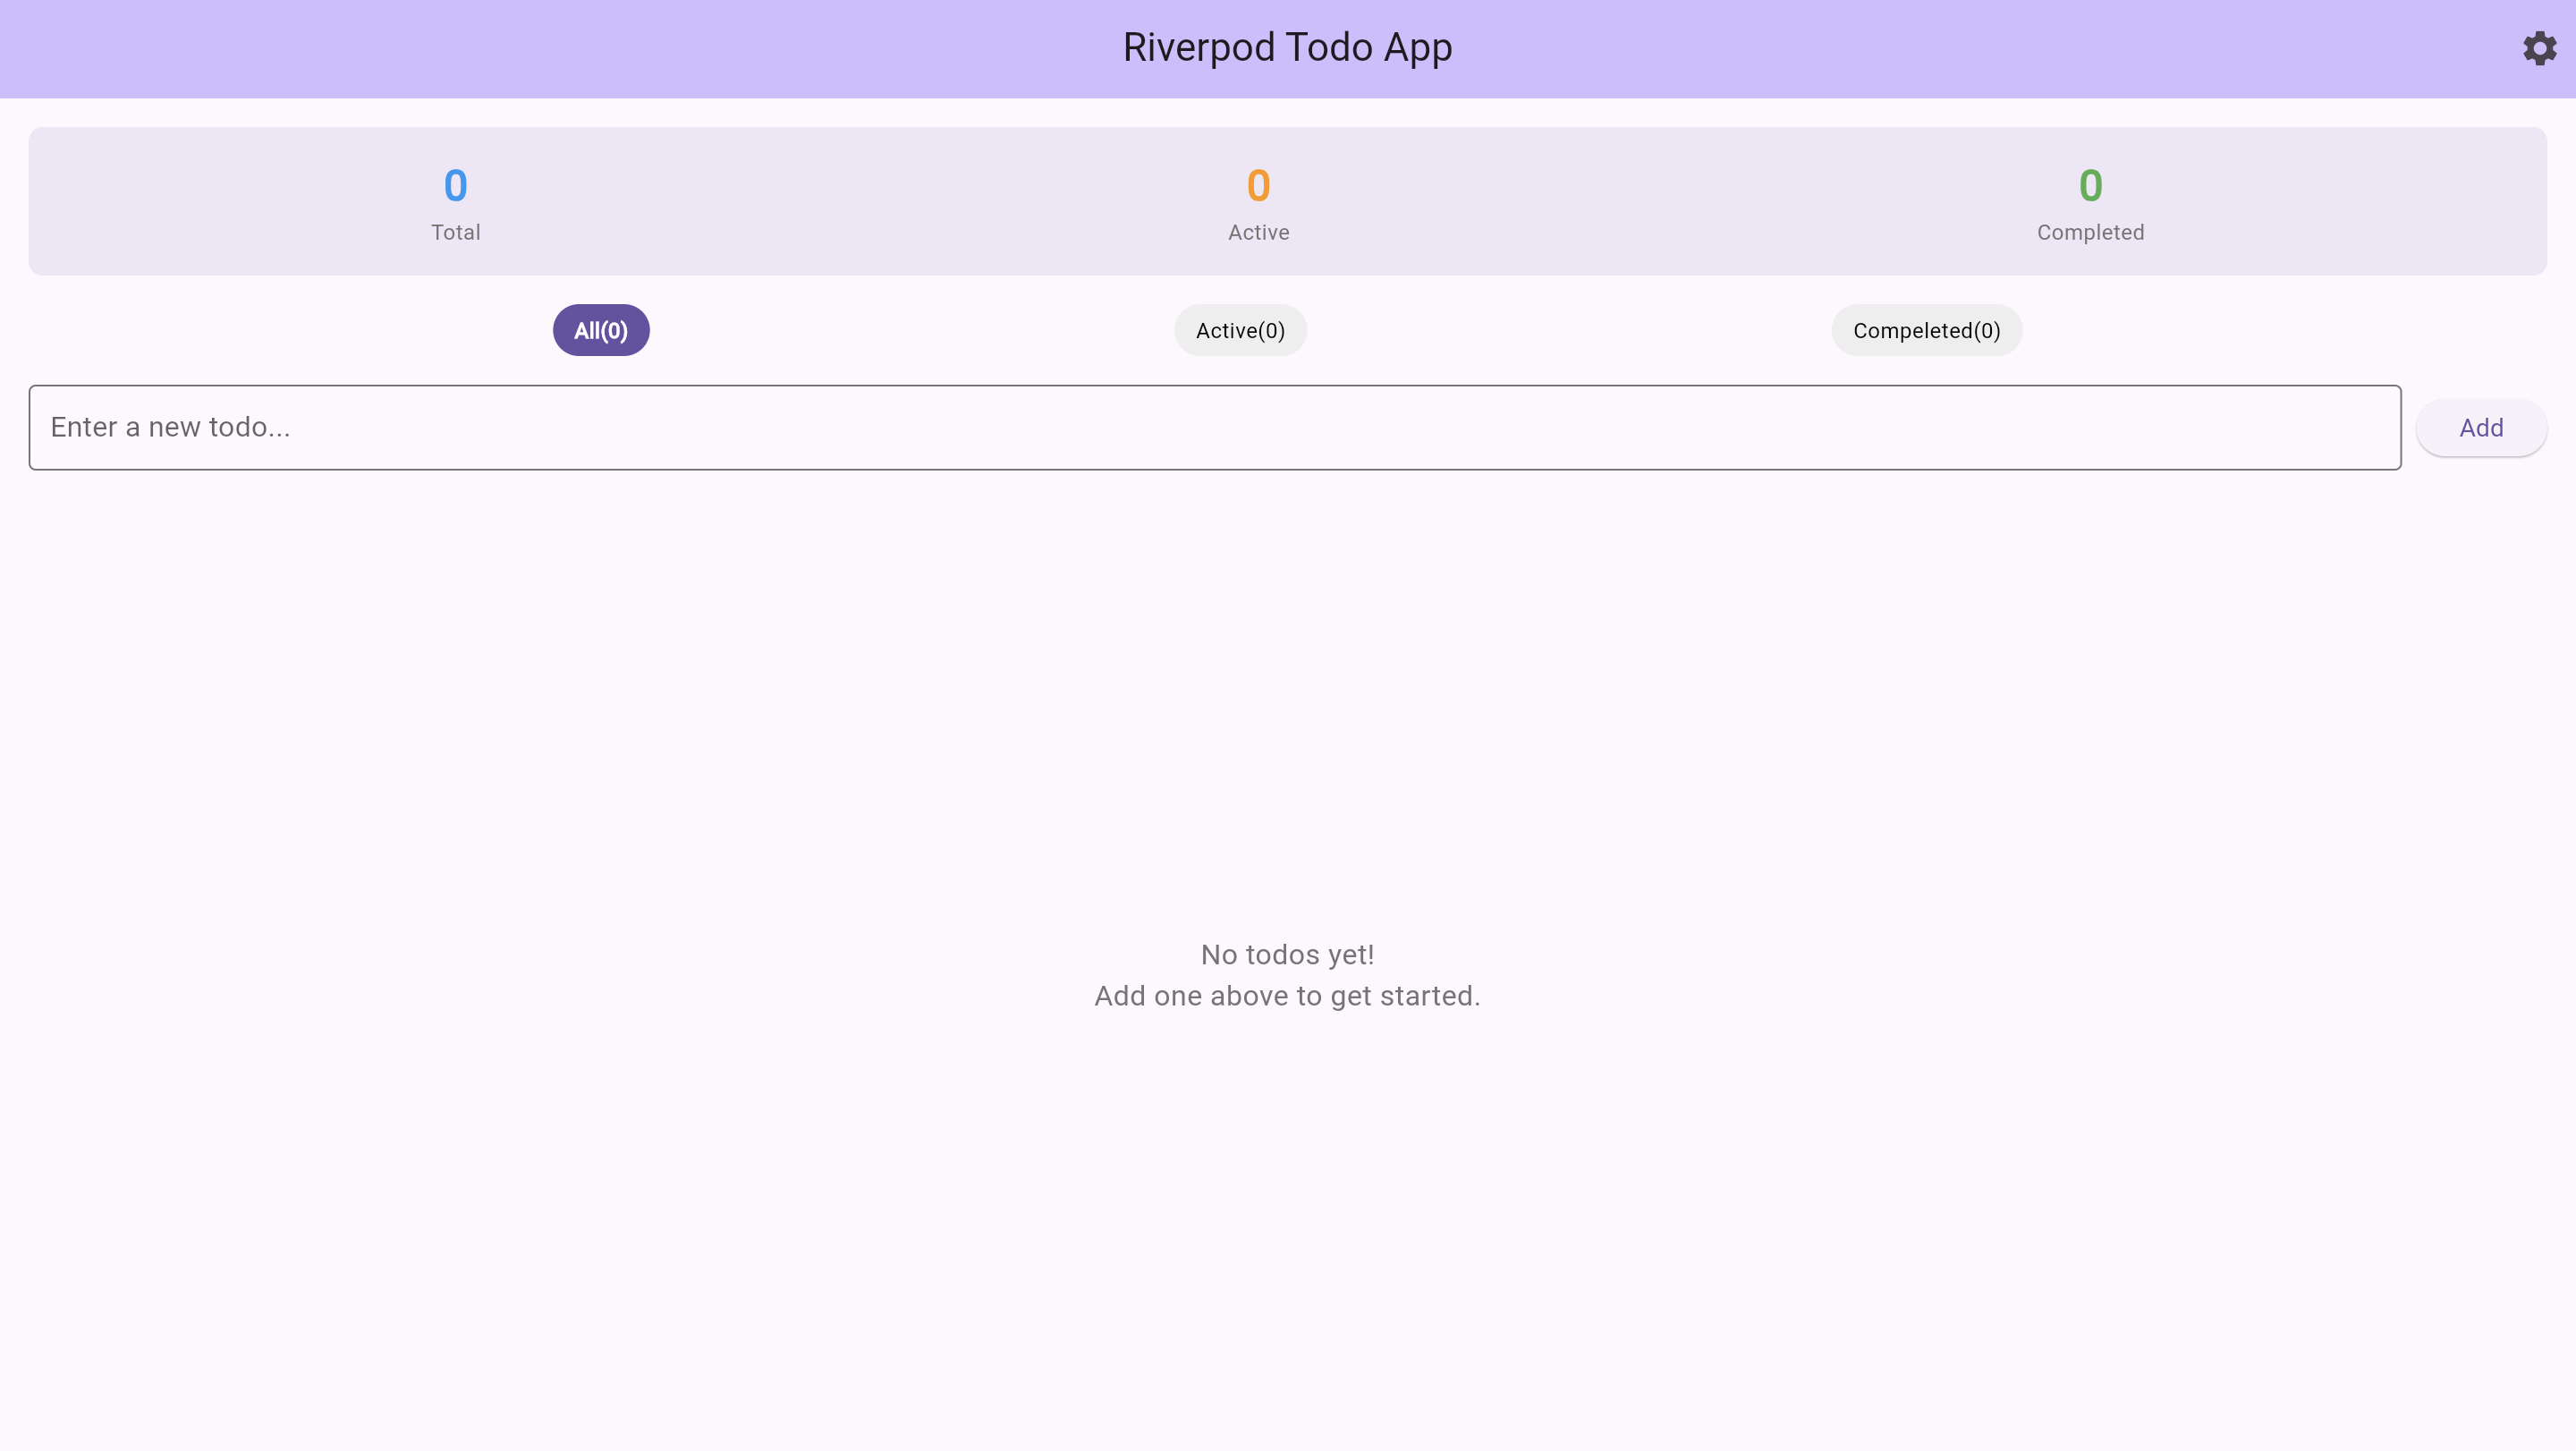 Riverpod Todo App
0 0 0
Total Active Completed
All(0) Active(0) Compeleted(0)
Enter a new todo...
Add
No todos yet!
Add one above to get started.